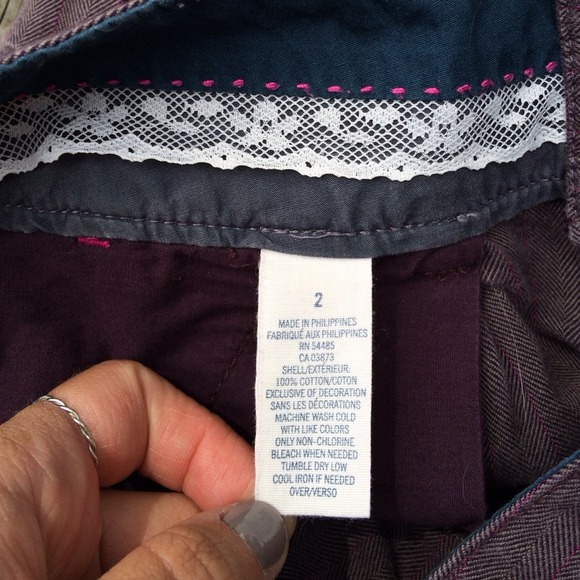 2
MADE IN PHILIPPINES
FABRIQUÉ AUX PHILIPPINES
RN 54485
CA 03873
SHELL/EXTÉRIEUR:
100% COTTON/COTON
EXCLUSIVE OF DECORATION
SANS LES DÉCORATIONS
MACHINE WASH COLD
WITH LIKE COLORS
ONLY NON-CHLORINE
BLEACH WHEN NEEDED
TUMBLE DRY LOW
COOL IRON IF NEEDED
OVER/VERSO